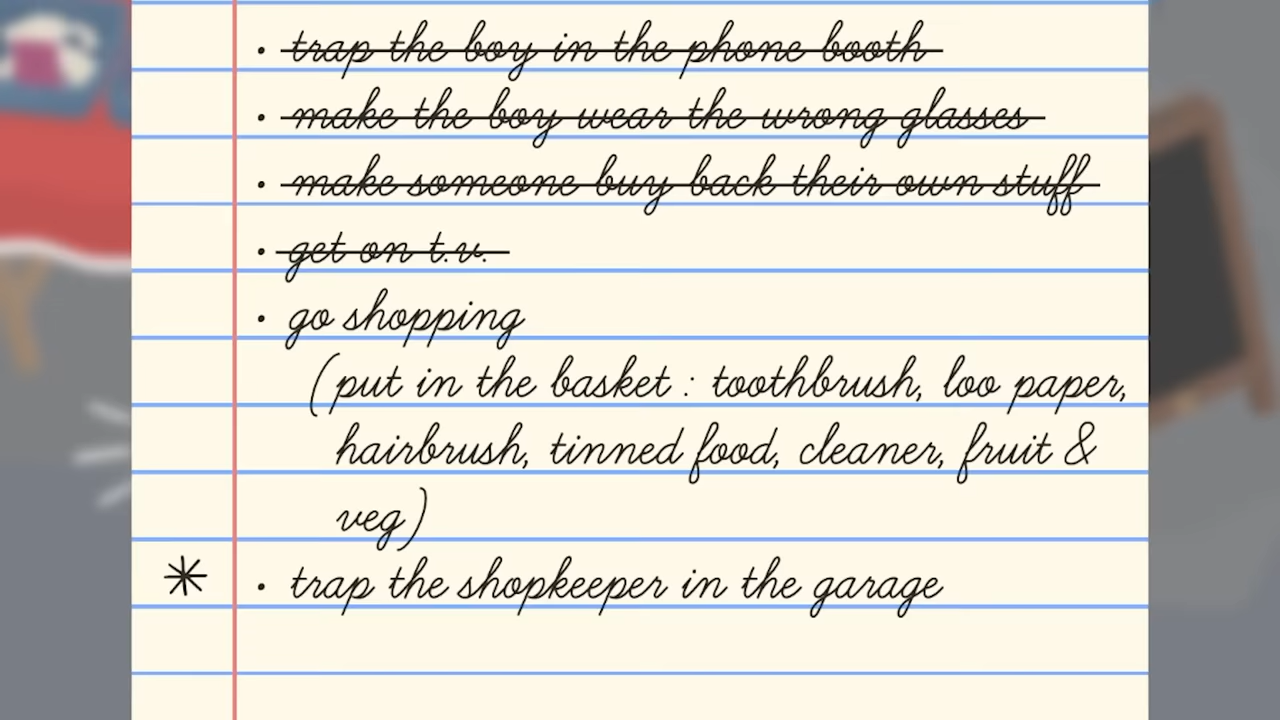 • trap the boy in the phone booth
• make the boy wear the wrong glasses
• make someone buy back their own stuff
• get on t.v.
• go shopping
(put in the basket : toothbrush, loo paper,
hairbrush, tinned food, cleaner, fruit &
veg)
* • trap the shopkeeper in the garage